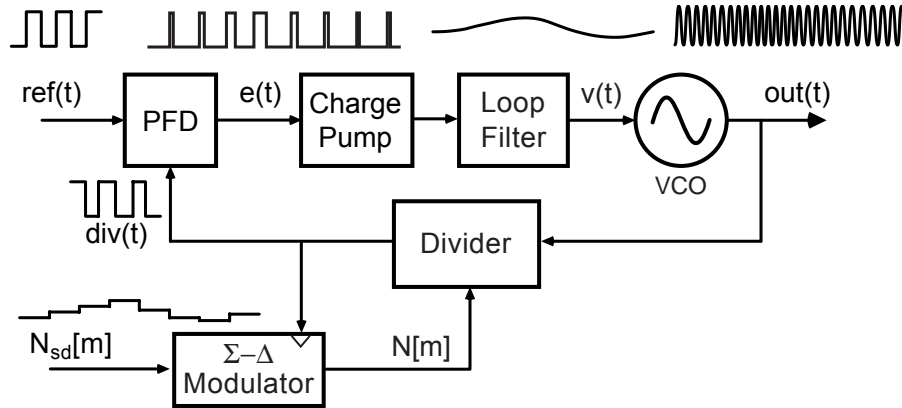 ref(t)
PFD
e(t)
Charge
Pump
Loop
Filter
v(t)
VCO
out(t)
div(t)
Divider
N_sd[m]
Σ–Δ
Modulator
N[m]